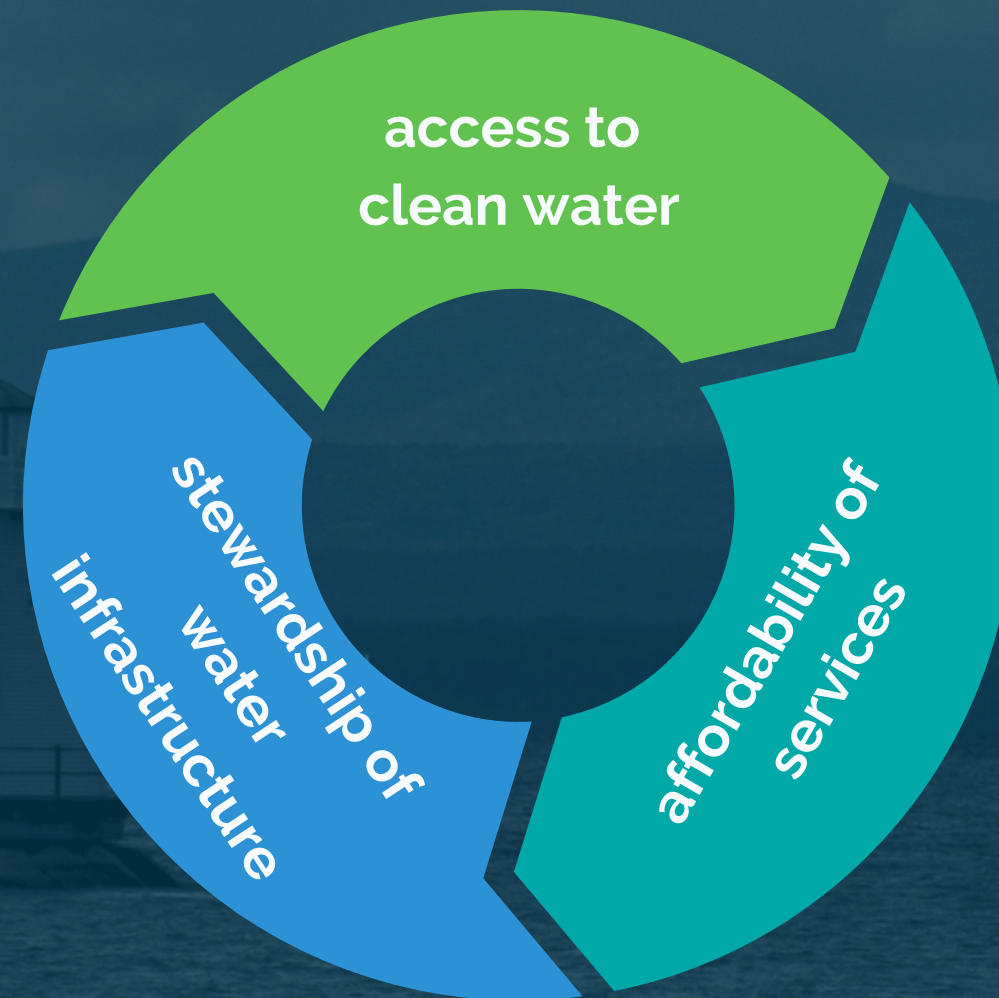 access to
clean water
affordability of
services
stewardship of
water
infrastructure